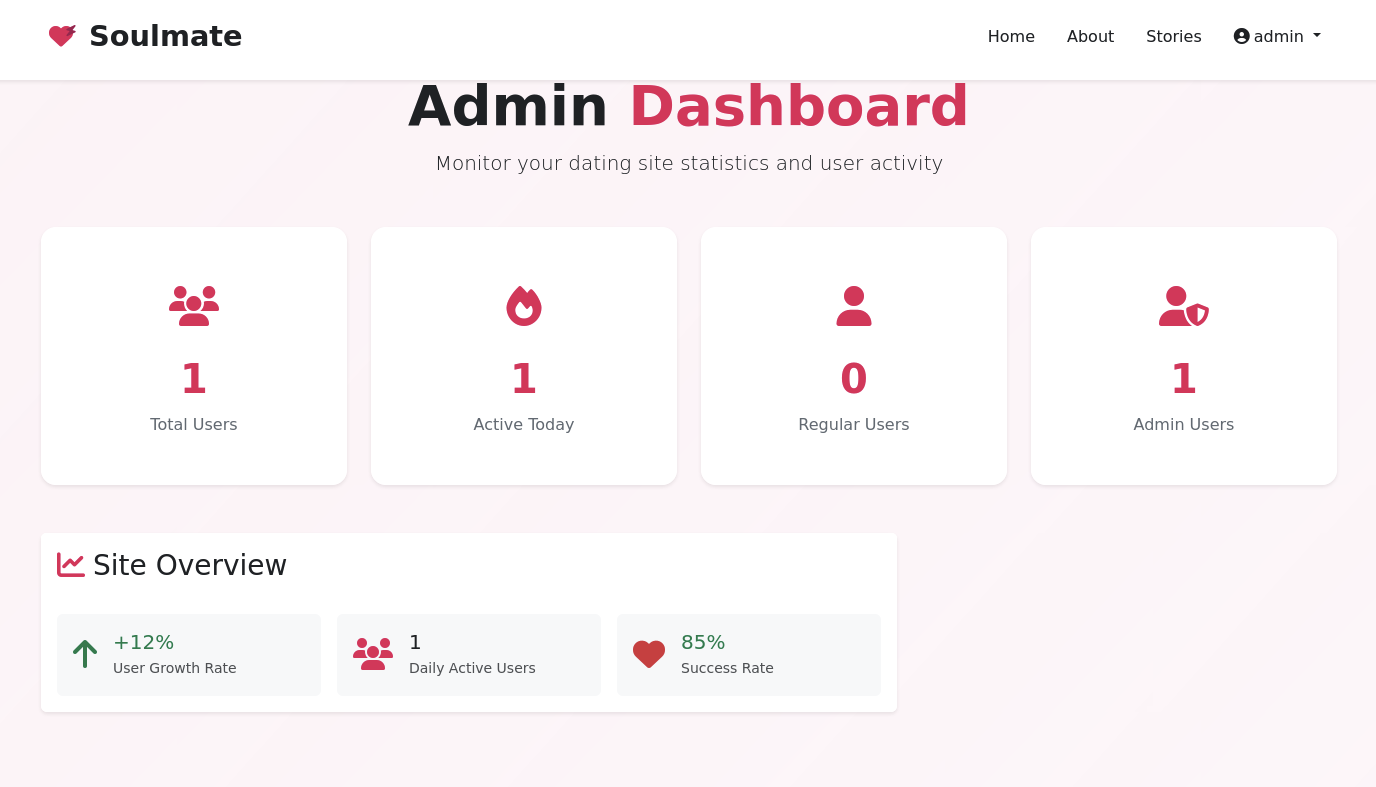 Soulmate
Home About Stories admin
Admin Dashboard
Monitor your dating site statistics and user activity
1
Total Users
1
Active Today
0
Regular Users
1
Admin Users
Site Overview
+12%
User Growth Rate
1
Daily Active Users
85%
Success Rate